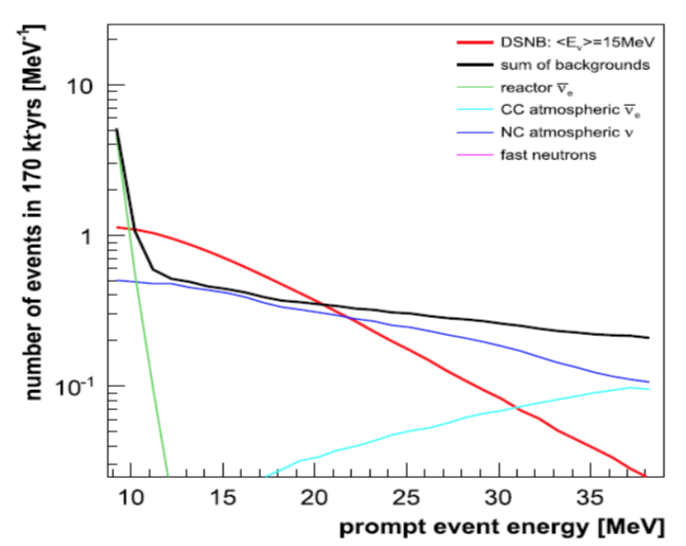 number of events in 170 kt·yrs [MeV⁻¹]
10
1
10⁻¹
DSNB: <Eᵥ>=15MeV
sum of backgrounds
reactor ν̅ₑ
CC atmospheric ν̅ₑ
NC atmospheric ν
fast neutrons
10 15 20 25 30 35
prompt event energy [MeV]